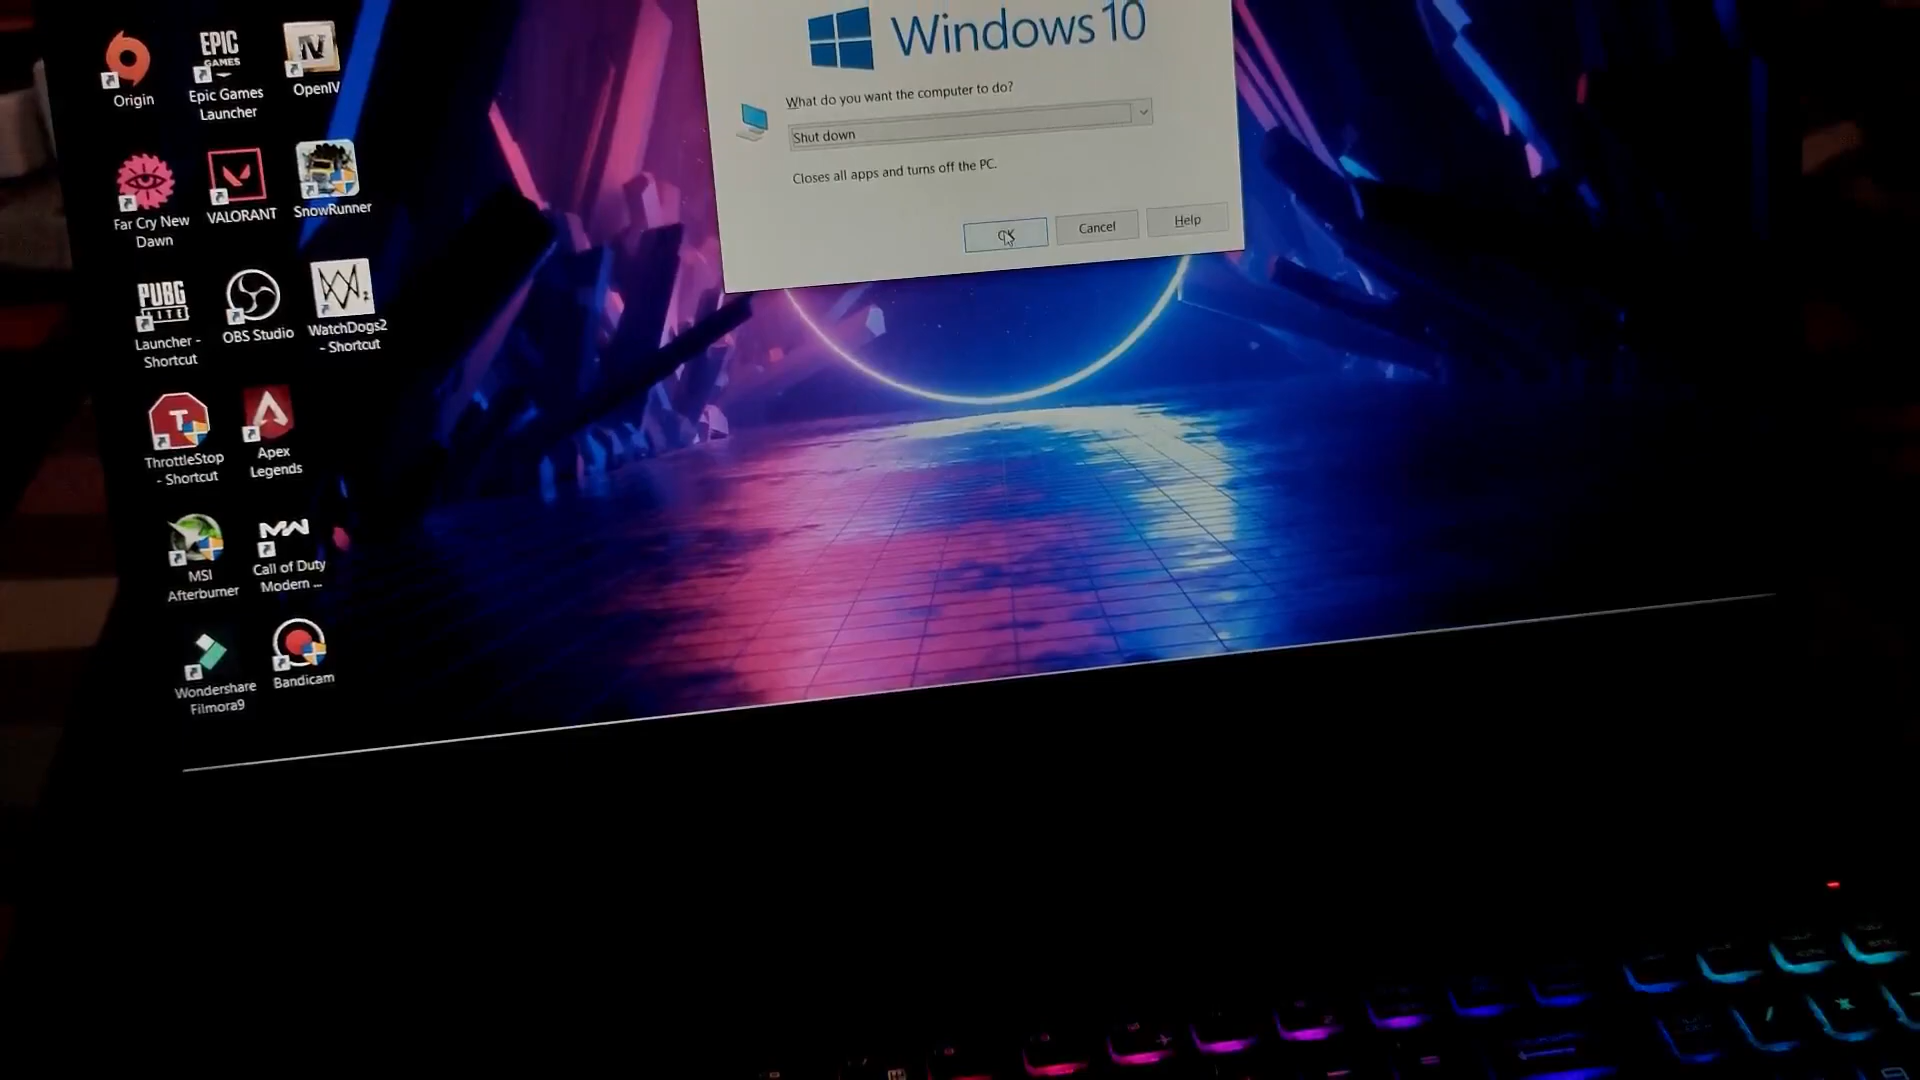 Origin
EPIC
GAMES
Epic Games
Launcher
IV
OpenIV
Far Cry New
Dawn
VALORANT
SnowRunner
PUBG
LITE
Launcher -
Shortcut
OBS Studio
2
WatchDogs2
- Shortcut
T
ThrottleStop
- Shortcut
Apex
Legends
MSI
Afterburner
MW
Call of Duty
Modern ...
Wondershare
Filmora9
Bandicam
Windows 10
What do you want the computer to do?
Shut down
Closes all apps and turns off the PC.
OK
Cancel
Help